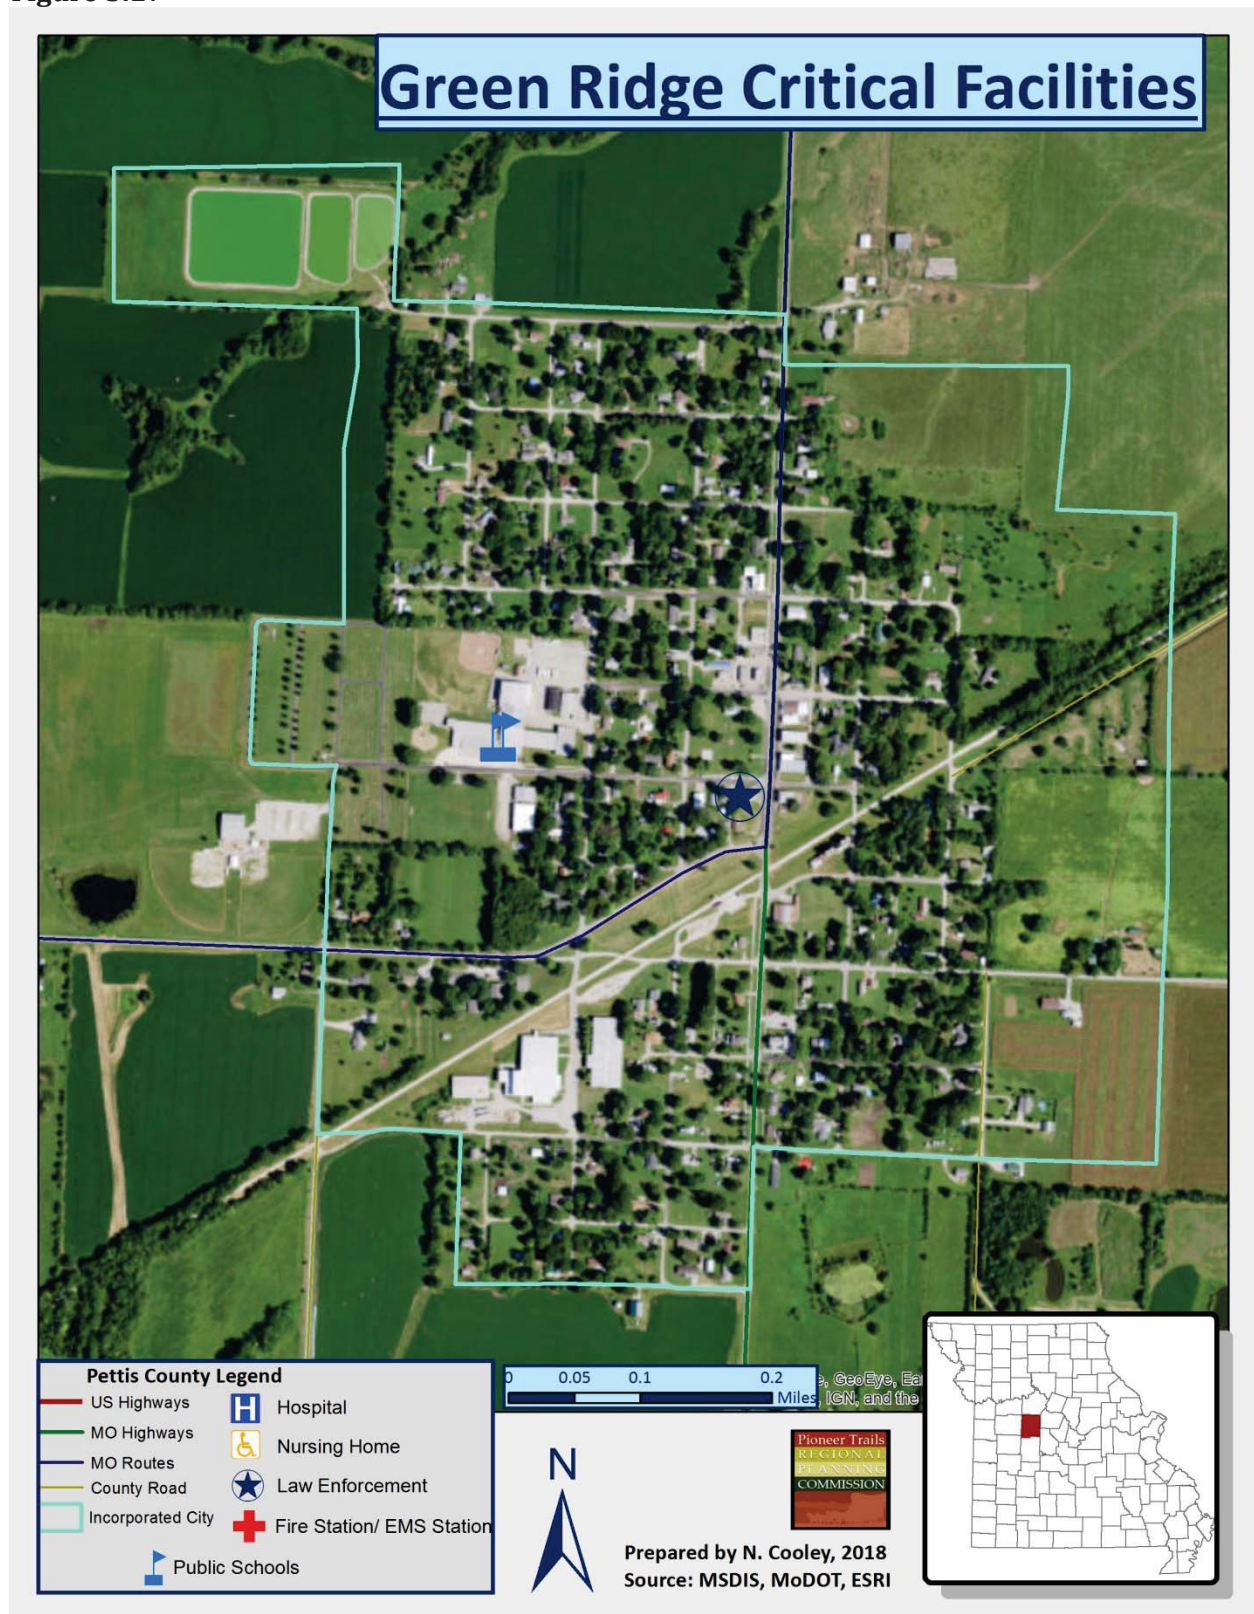 Green Ridge Critical Facilities
Pettis County Legend
US Highways
MO Highways
MO Routes
County Road
Incorporated City
Hospital
Nursing Home
Law Enforcement
Fire Station/ EMS Station
Public Schools
0 0.05 0.1 0.2
Miles
GeoEye,
IGN, and the
N
Pioneer Trails
REGIONAL
PLANNING
COMMISSION
Prepared by N. Cooley, 2018
Source: MSDIS, MoDOT, ESRI